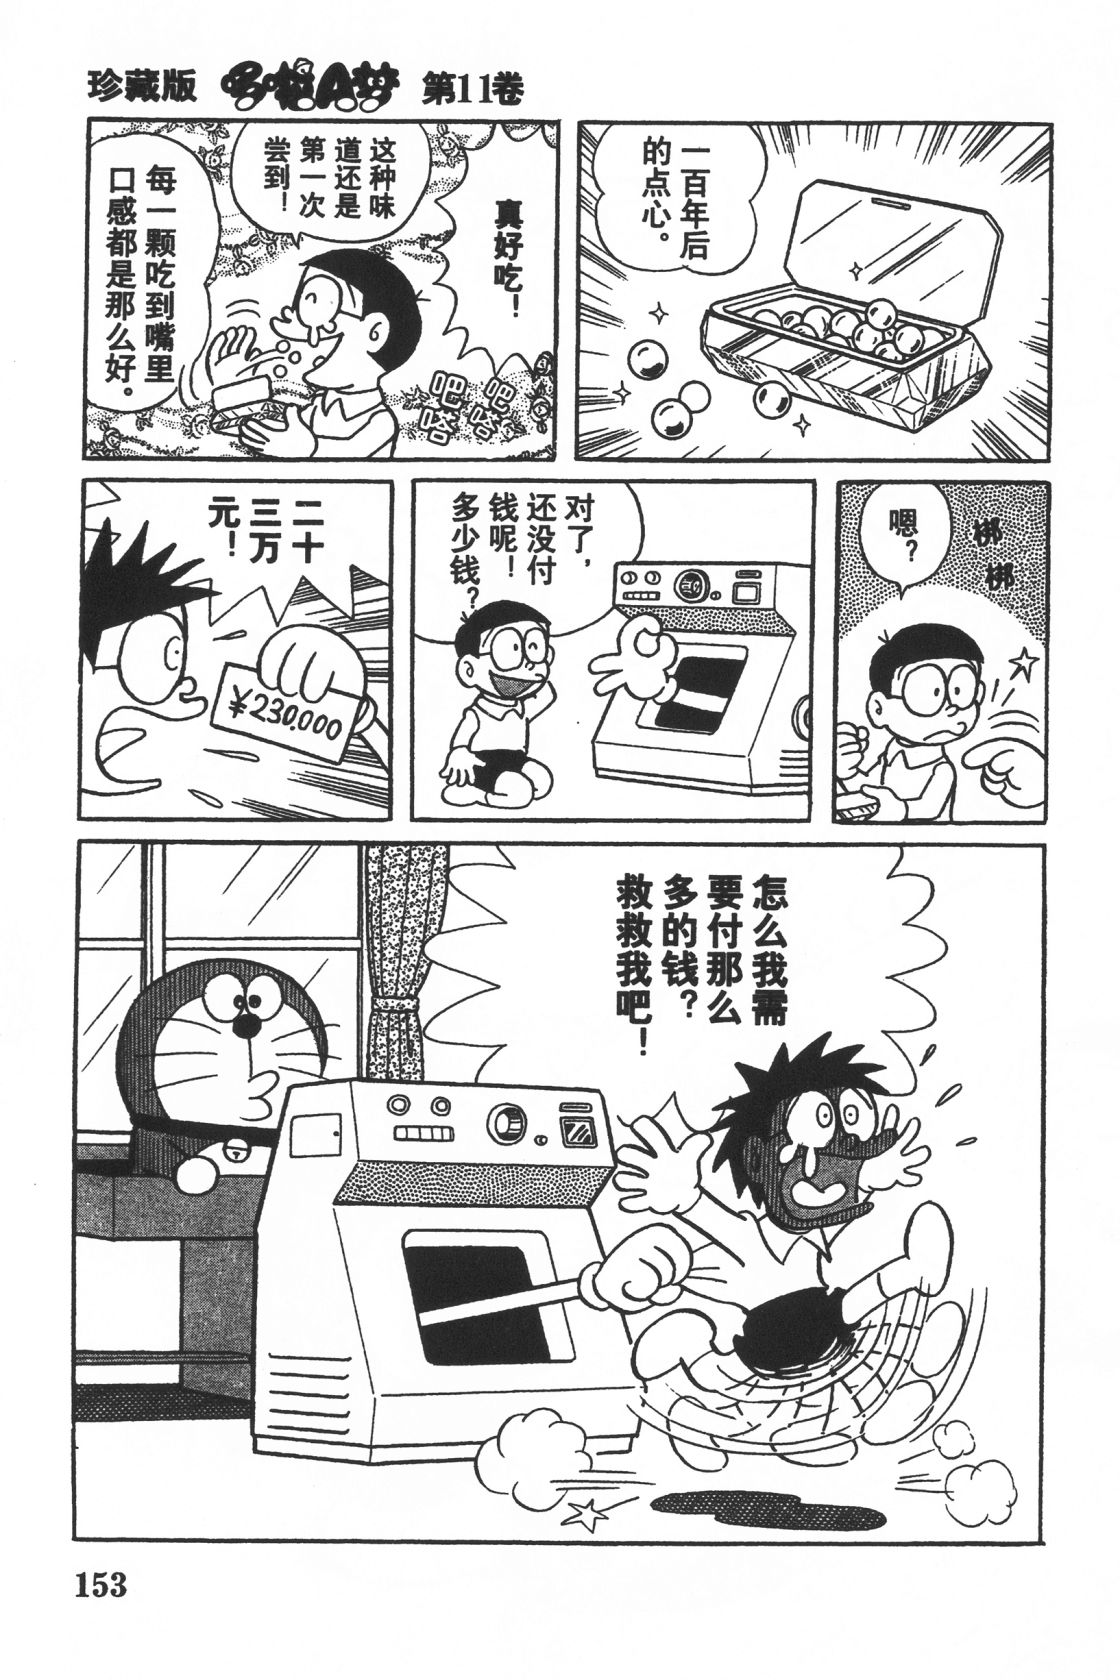 珍藏版 哆啦A梦 第11卷
一百年后
的点心。
真好吃！
这种味
道还是
第一次
尝到！
每一颗吃到嘴里
口感都是那么好。
吧嗒
吧嗒
梆
梆
嗯？
对了，
还没付
钱呢！
多少钱？
二十
三万
元！
¥230.000
怎么我需
要付那么
多的钱？
救救我吧！
153